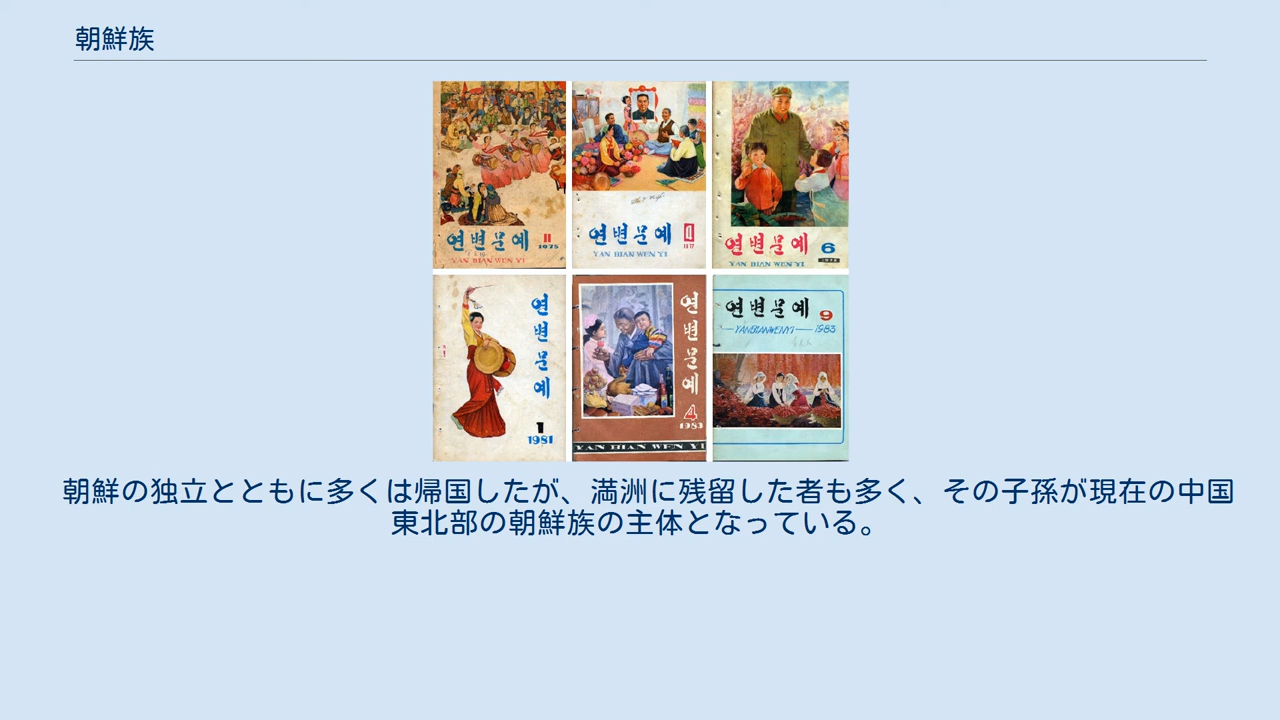 朝鮮族
연변문예 11
1975
YAN BIAN WEN YI
연변문예
1977
YAN BIAN WEN YI
연변문예 6
YAN BIAN WEN YI
연변문예
1
1981
연변문예
4
1983
YAN BIAN WEN YI
연변문예 9
YANBIANWENYI 1983
朝鮮の独立とともに多くは帰国したが、満洲に残留した者も多く、その子孫が現在の中国
東北部の朝鮮族の主体となっている。